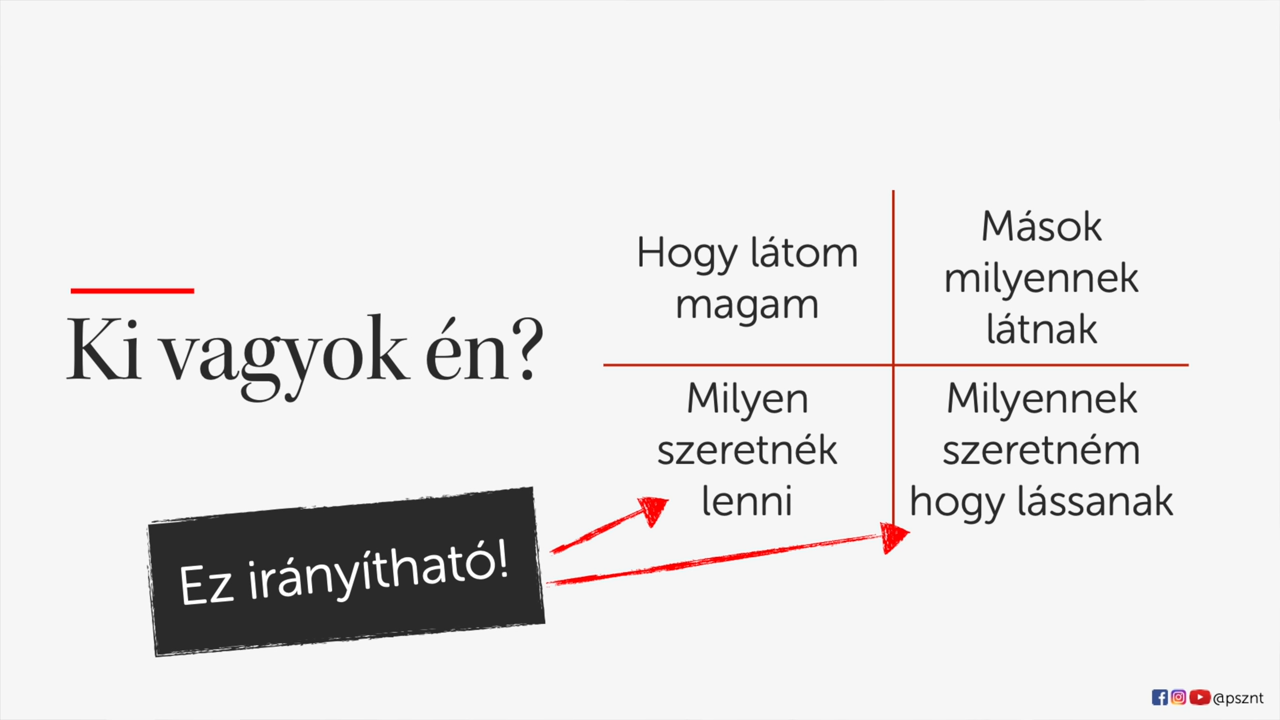 Ki vagyok én?
Hogy látom
magam
Mások
milyennek
látnak
Milyen
szeretnék
lenni
Milyennek
szeretném
hogy lássanak
Ez irányítható!
@psznt